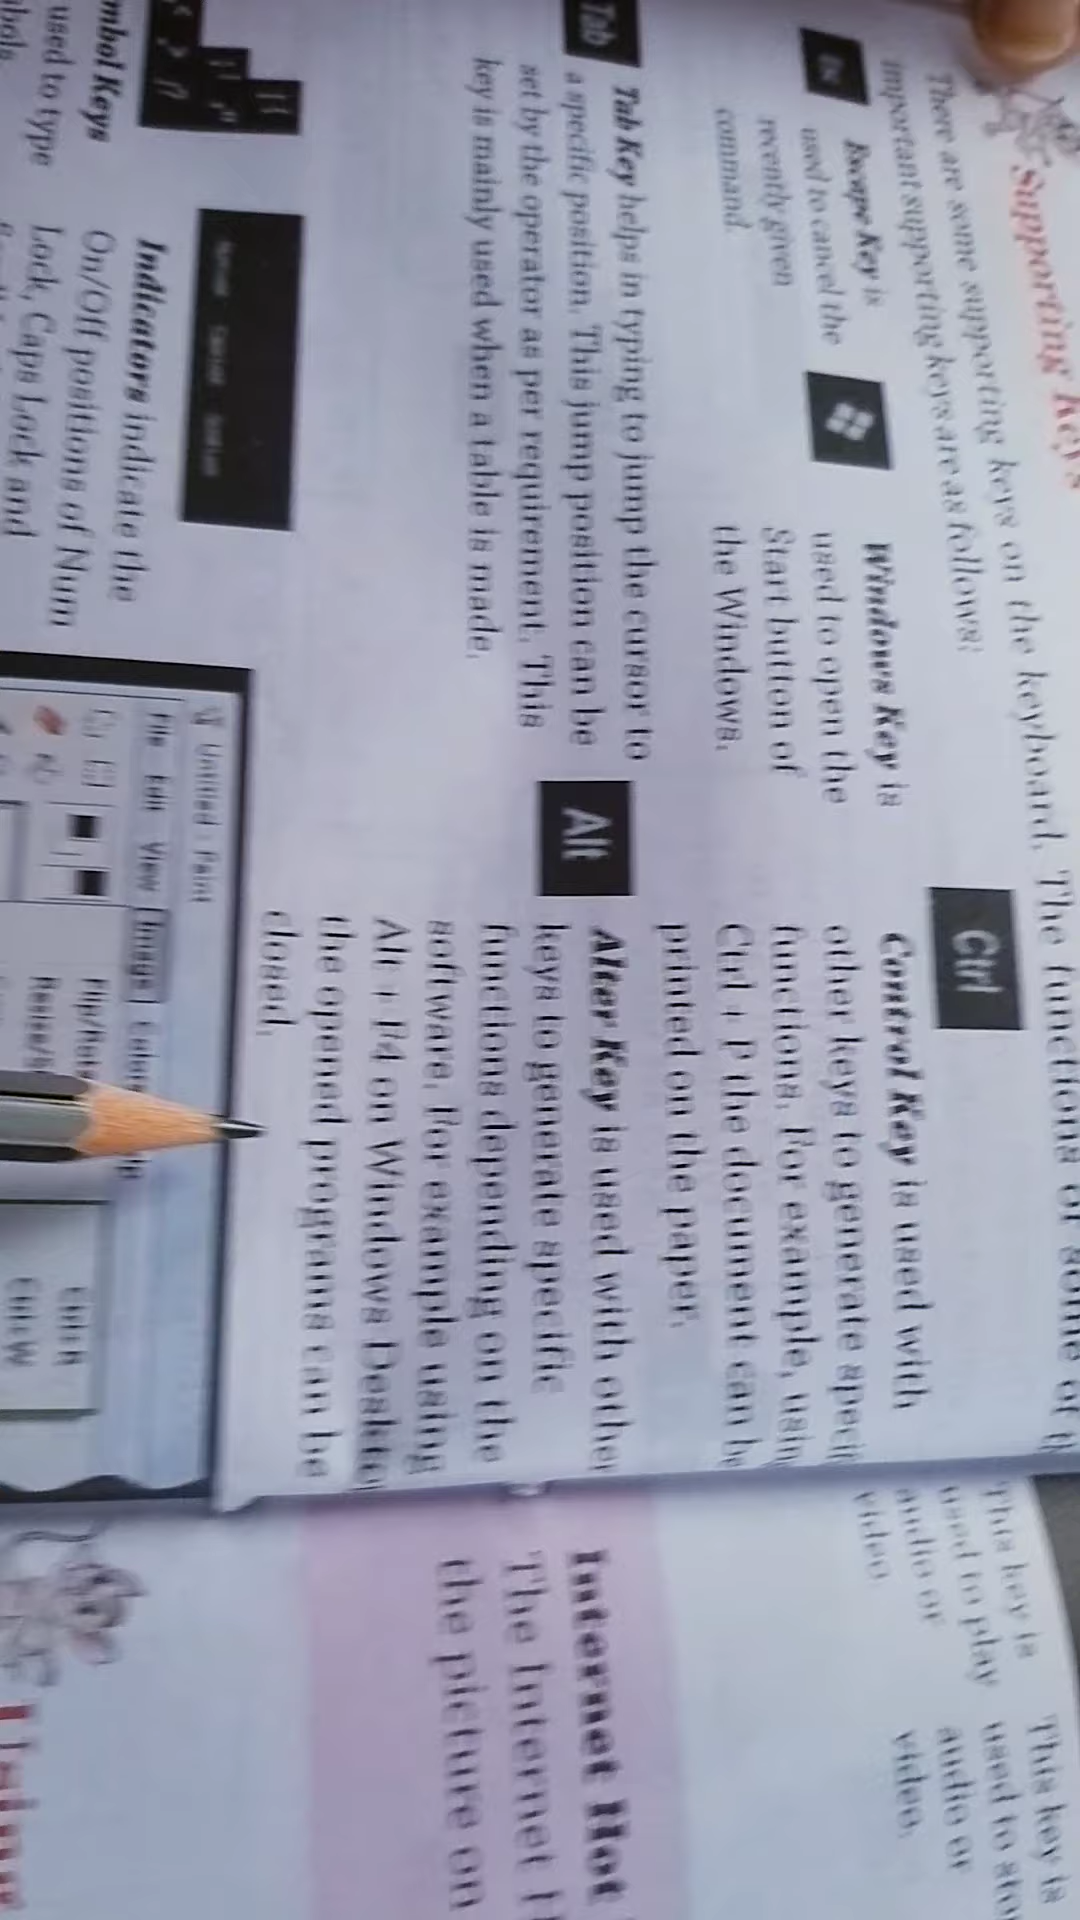 Supporting Keys
There are some supporting keys on the keyboard. The functions of some of
important supporting keys are as follows:
Esc
Escape Key is
used to cancel the
recently given
command
Windows Key is
used to open the
Start button of
the Windows.
Ctrl
Control Key is used with
other keys to generate
functions. For example,
Ctrl + P the document can
printed on the paper.
Tab
Tab Key helps in typing to jump the cursor to
a specific position. This jump position can be
set by the operator as per requirement. This
key is mainly used when a table is made.
Alt
Alter Key is used with other
keys to generate specific
functions depending on the
software. For example using
Alt + F4 on Windows
the opened programs can be
closed.
Keys
used to type
Indicators indicate the
On/Off positions of Num
Lock, Caps Lock and
Untitled - Paint
File Edit View Image
Ctrl+R
Ctrl+W
This key is
used to play
audio or
video.
This key is
used to
audio or
video.
Internet Hot
The Internet
the picture on